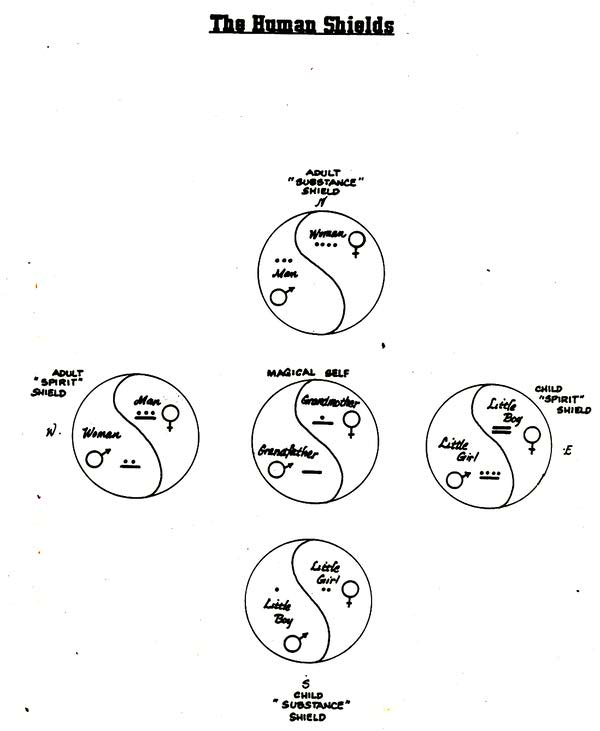 The Human Shields
ADULT
"SUBSTANCE"
SHIELD
N
Woman
Man
ADULT
"SPIRIT"
SHIELD
W.
Man
Woman
MAGICAL SELF
Grandmother
Grandfather
CHILD
"SPIRIT"
SHIELD
E
Little
Boy
Little
Girl
Little
Girl
Little
Boy
S
CHILD
"SUBSTANCE"
SHIELD